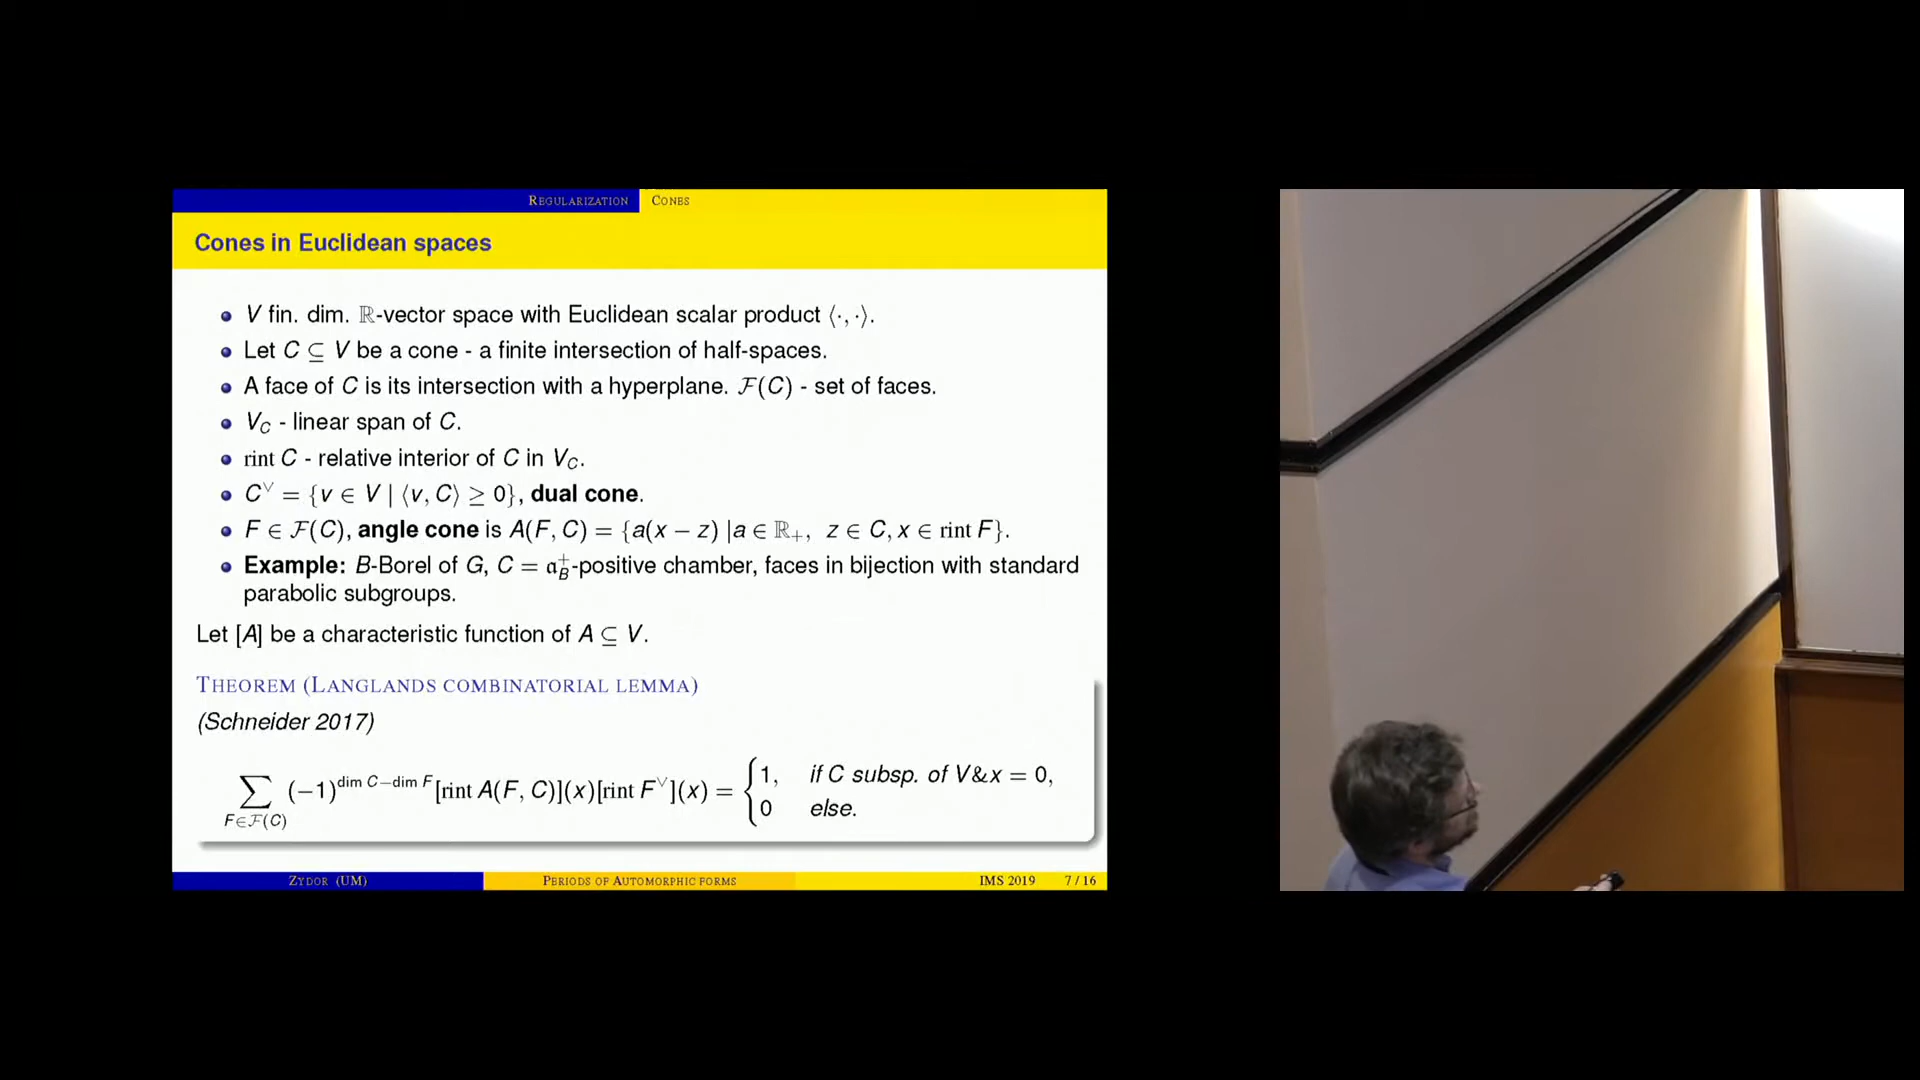 REGULARIZATION CONES
Cones in Euclidean spaces
V fin. dim. ℝ-vector space with Euclidean scalar product ⟨·, ·⟩.
Let C ⊆ V be a cone - a finite intersection of half-spaces.
A face of C is its intersection with a hyperplane. ℱ(C) - set of faces.
V_C - linear span of C.
rint C - relative interior of C in V_C.
C^∨ = {v ∈ V | ⟨v, C⟩ ≥ 0}, dual cone.
F ∈ ℱ(C), angle cone is A(F, C) = {a(x − z) |a ∈ ℝ₊, z ∈ C, x ∈ rint F}.
Example: B-Borel of G, C = 𝔞_B^+-positive chamber, faces in bijection with standard
parabolic subgroups.
Let [A] be a characteristic function of A ⊆ V.
THEOREM (LANGLANDS COMBINATORIAL LEMMA)
(Schneider 2017)
∑_{F∈ℱ(C)} (−1)^{dim C−dim F}[rint A(F, C)](x)[rint F^∨](x) = { 1, if C subsp. of V&x = 0,
0 else.
ZYDOR (UM) PERIODS OF AUTOMORPHIC FORMS IMS 2019 7 / 16